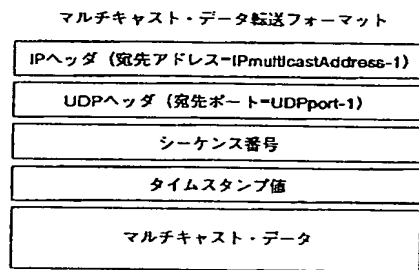 マルチキャスト・データ転送フォーマット
IPヘッダ（宛先アドレス=IPmulticastAddress-1）
UDPヘッダ（宛先ポート=UDPport-1）
シーケンス番号
タイムスタンプ値
マルチキャスト・データ